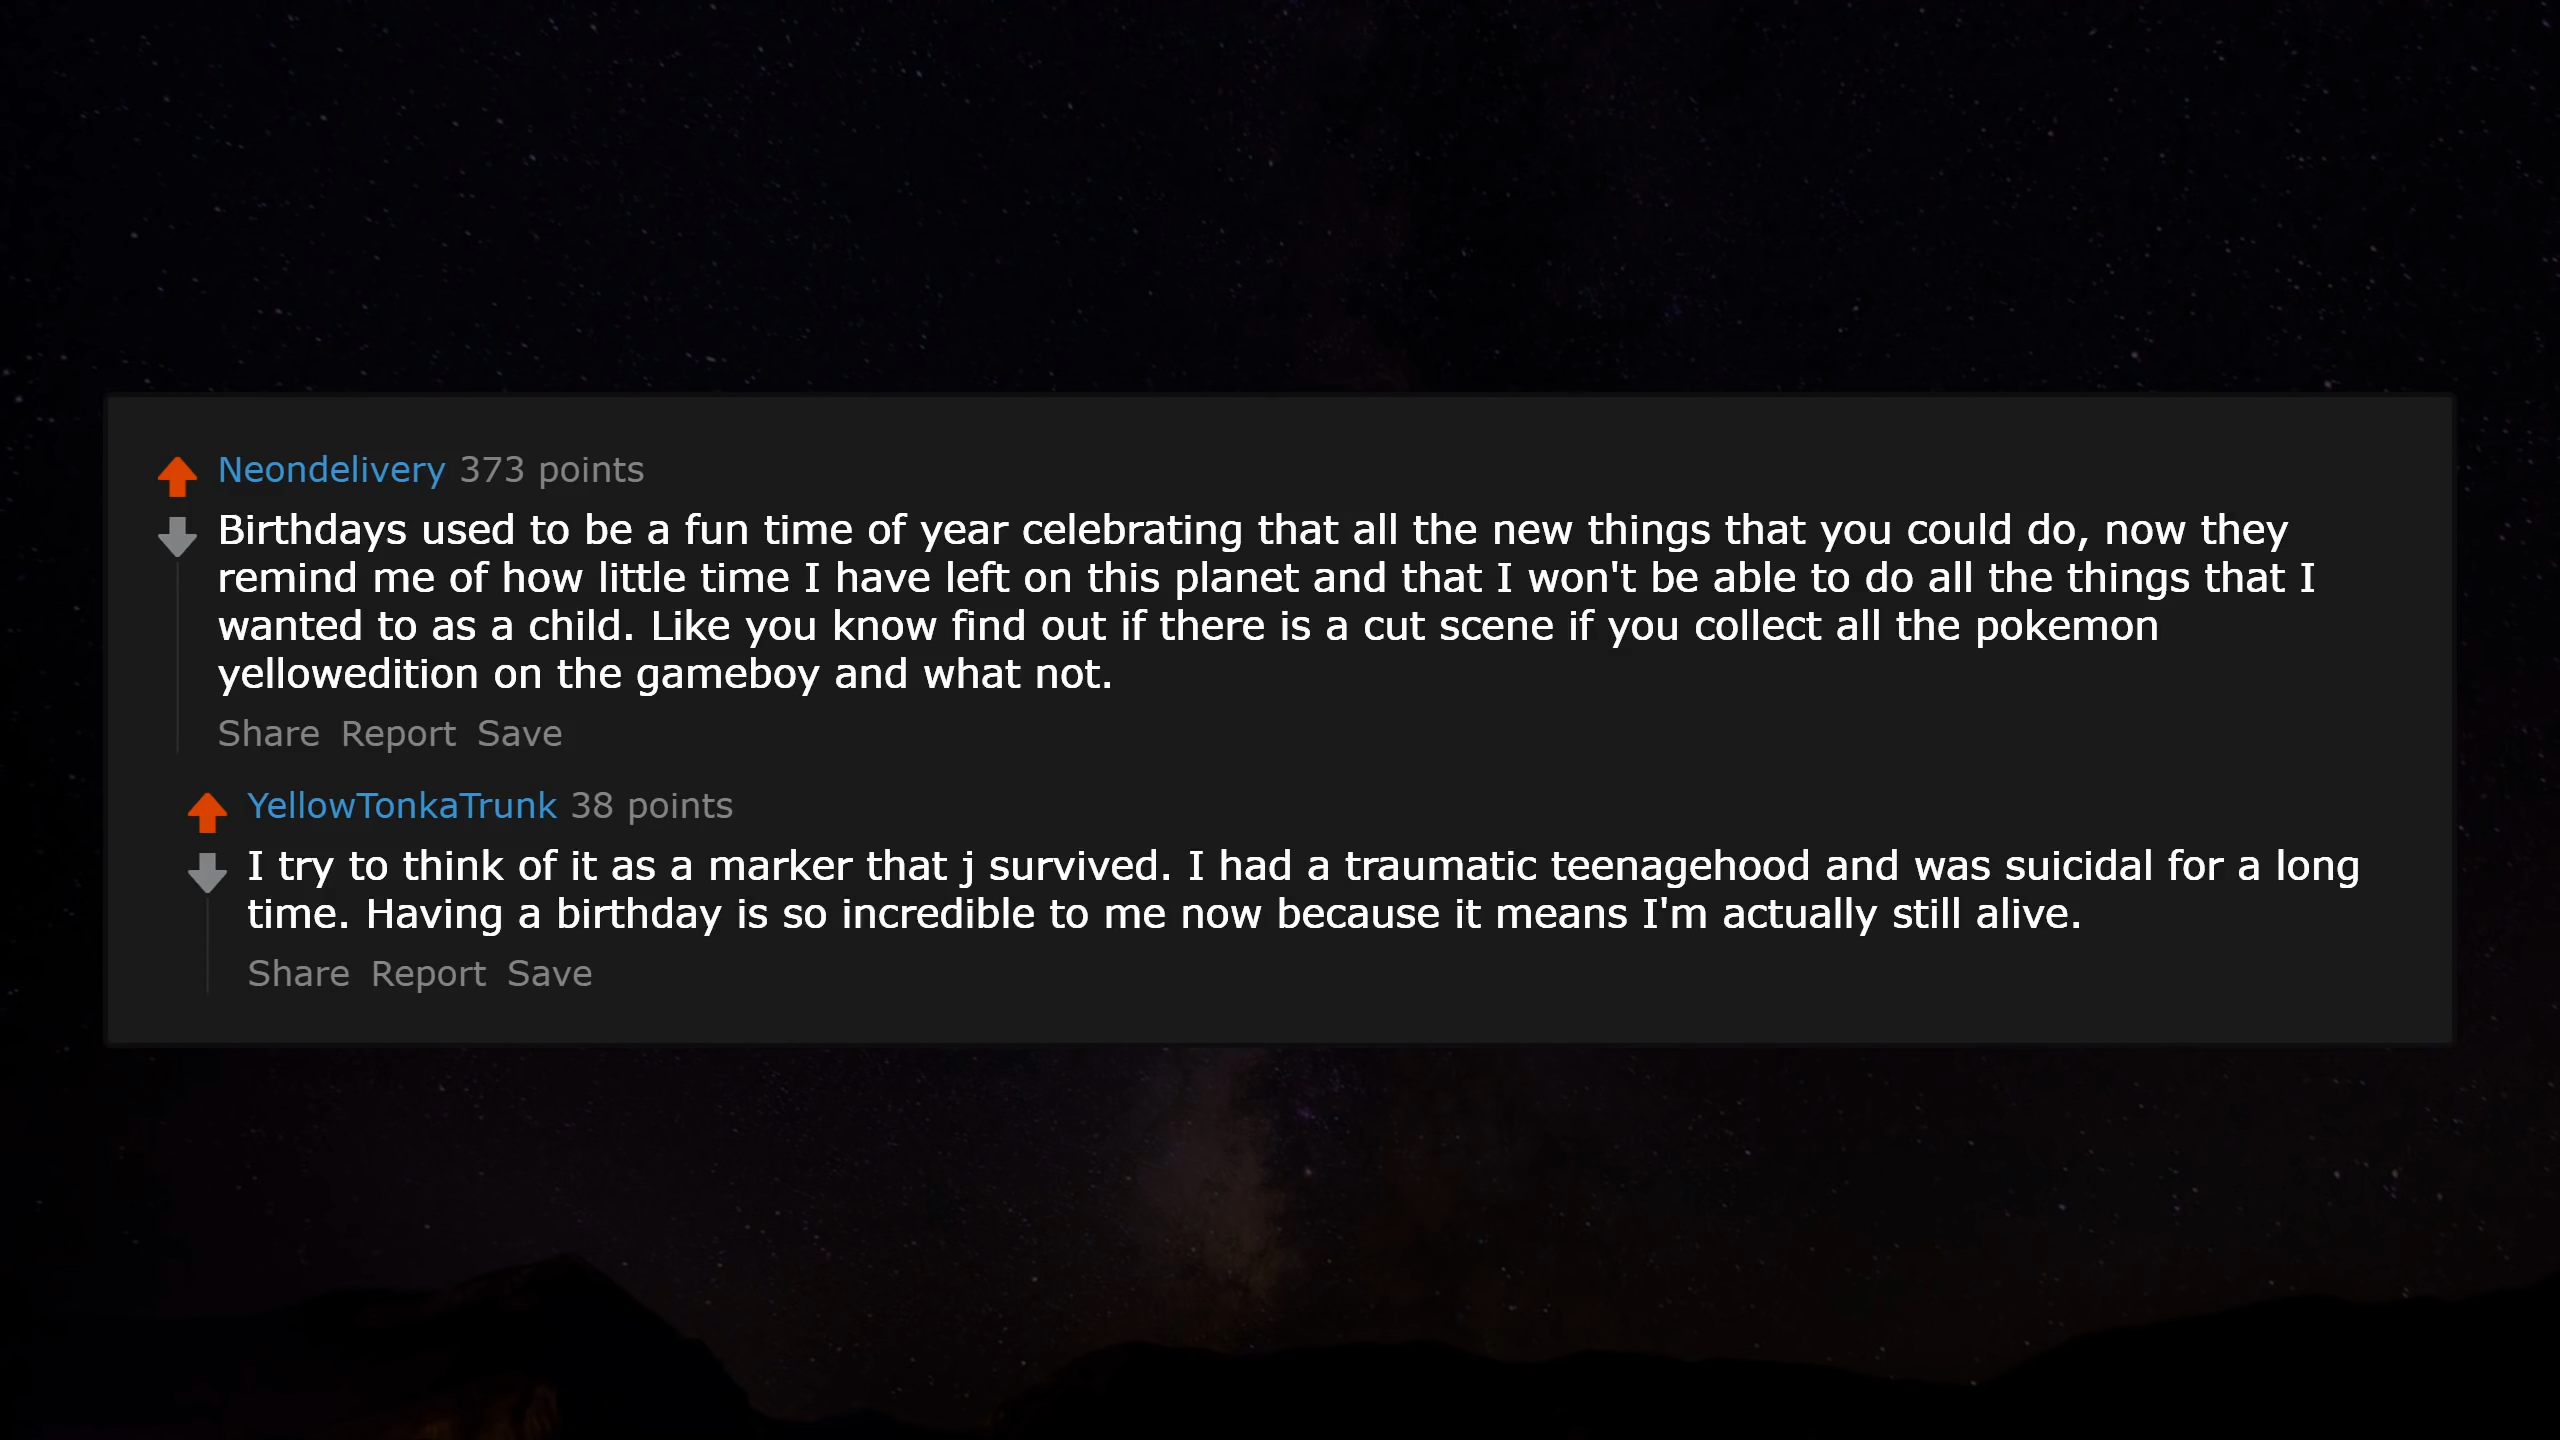 Neondelivery 373 points
Birthdays used to be a fun time of year celebrating that all the new things that you could do, now they
remind me of how little time I have left on this planet and that I won't be able to do all the things that I
wanted to as a child. Like you know find out if there is a cut scene if you collect all the pokemon
yellowedition on the gameboy and what not.
Share Report Save
YellowTonkaTrunk 38 points
I try to think of it as a marker that j survived. I had a traumatic teenagehood and was suicidal for a long
time. Having a birthday is so incredible to me now because it means I'm actually still alive.
Share Report Save